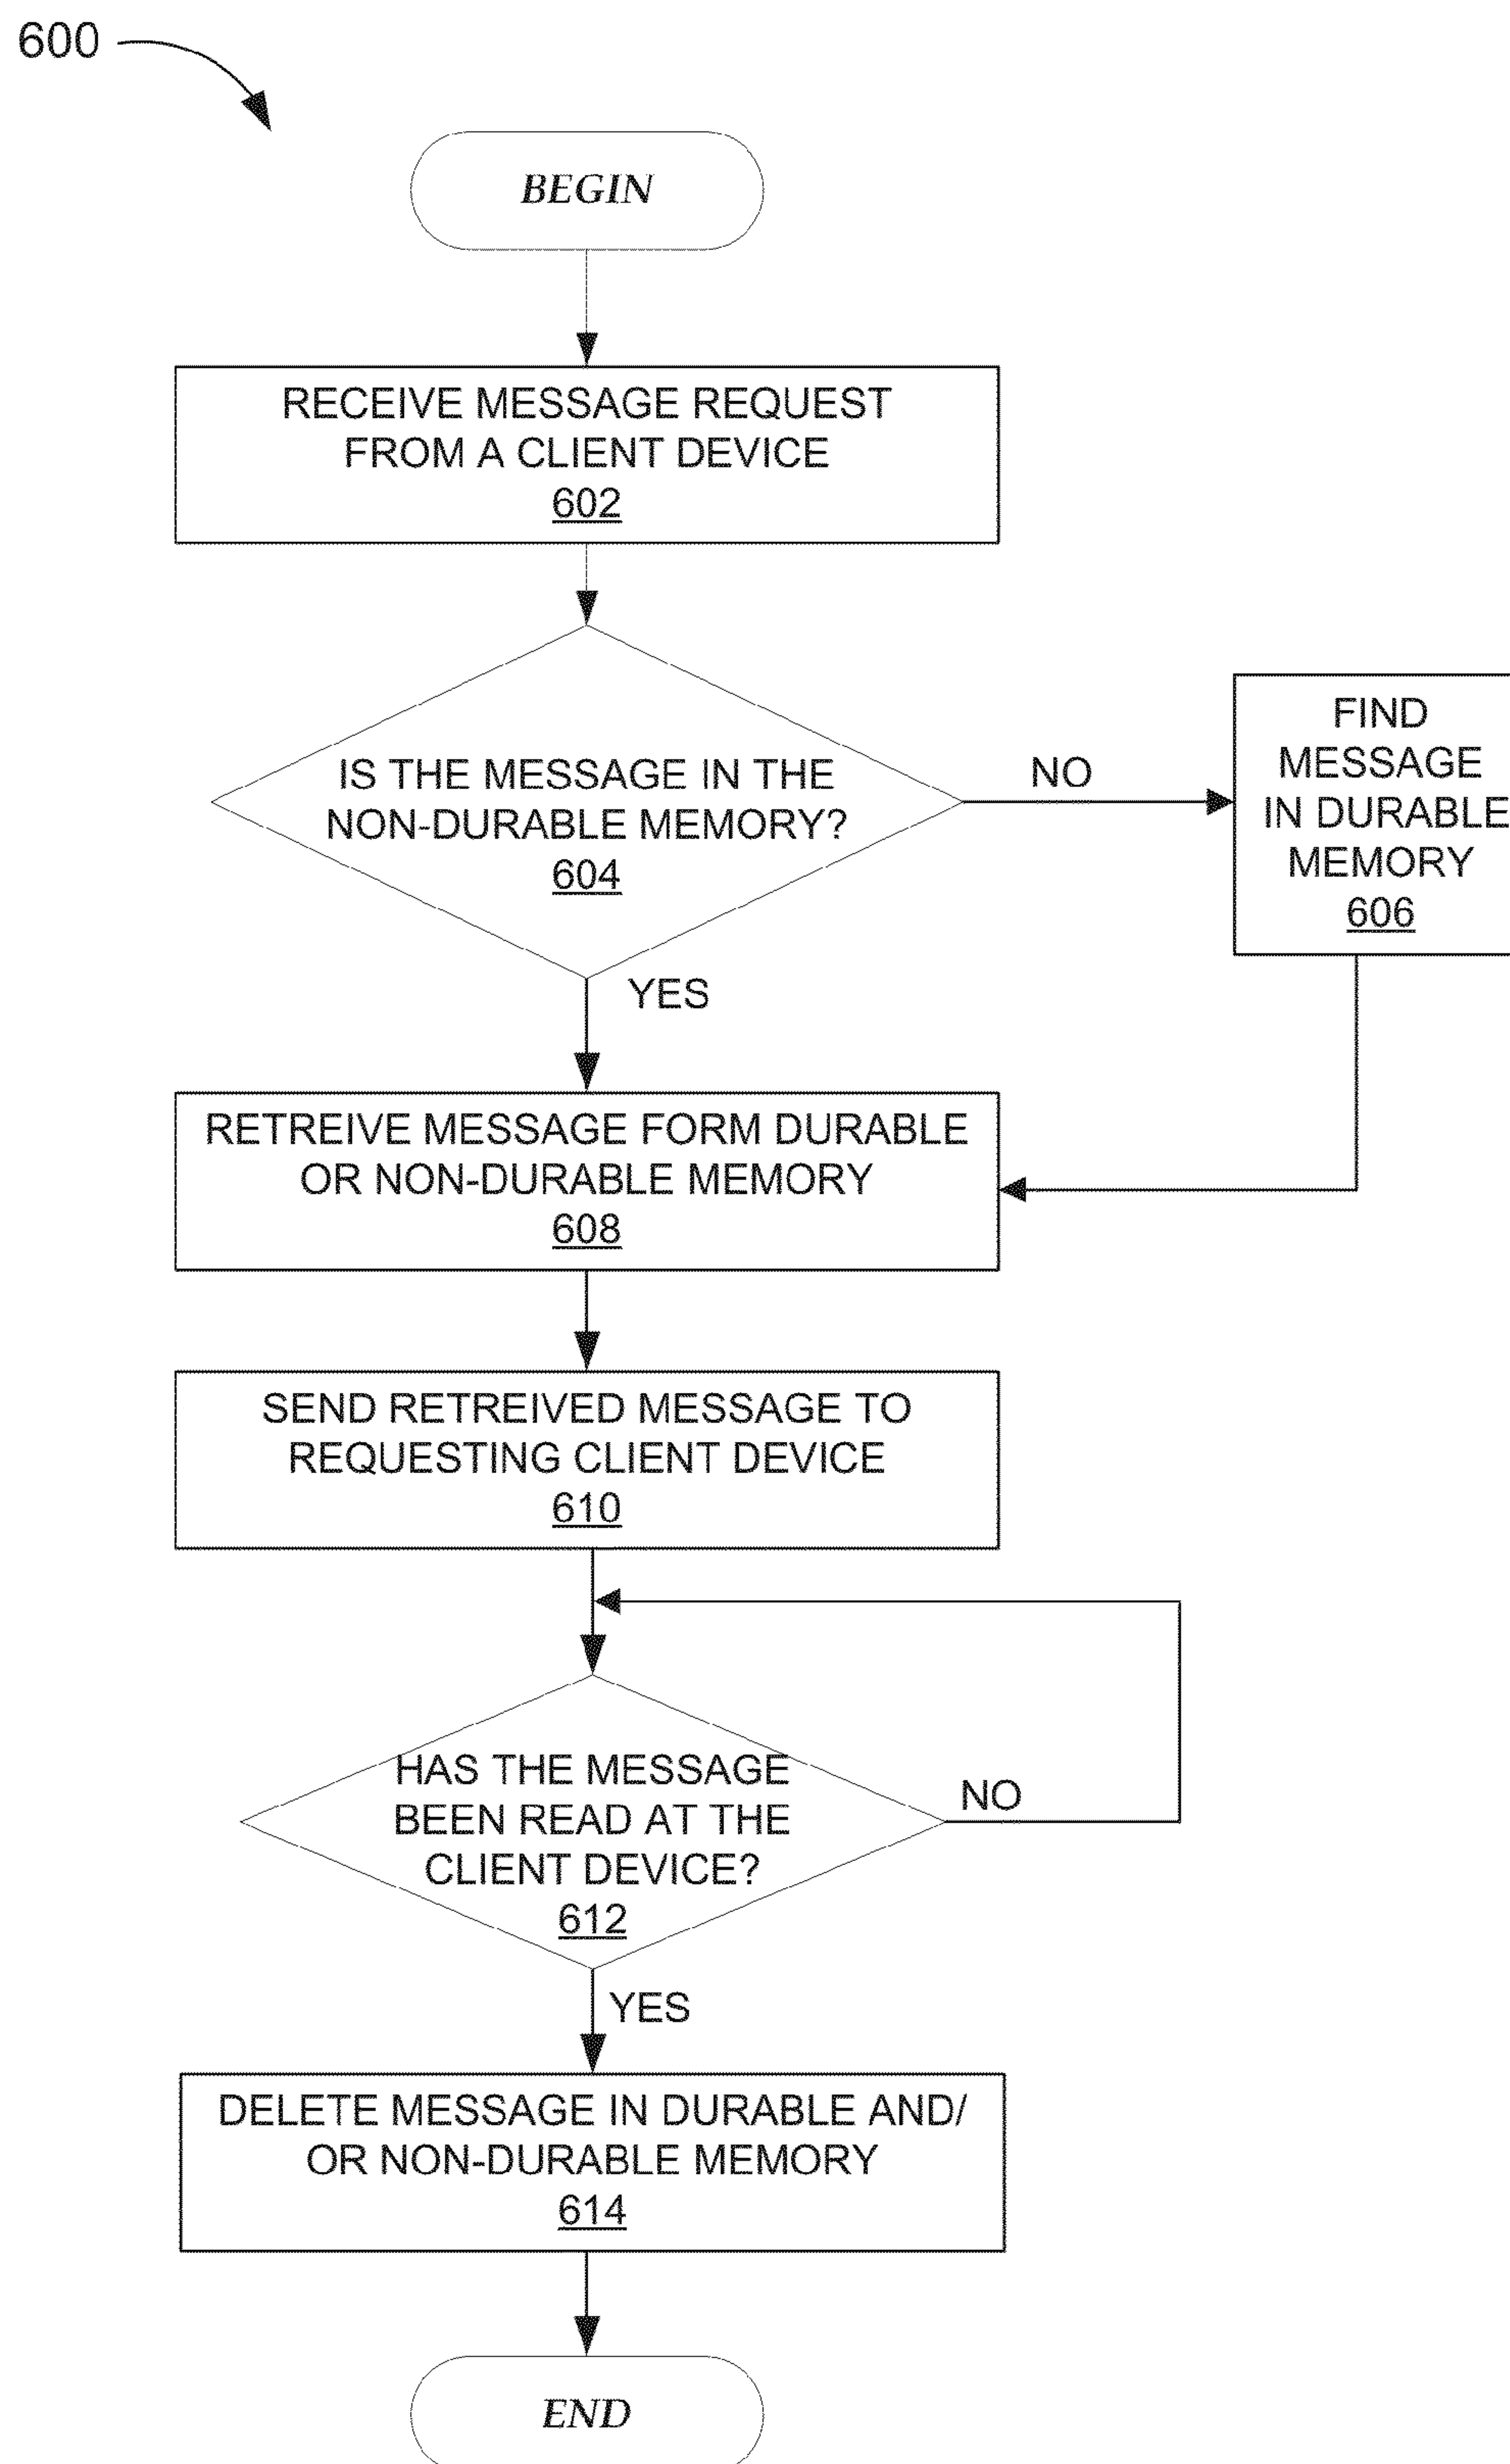 600
BEGIN
RECEIVE MESSAGE REQUEST
FROM A CLIENT DEVICE
602
IS THE MESSAGE IN THE
NON-DURABLE MEMORY?
604
NO
FIND
MESSAGE
IN DURABLE
MEMORY
606
YES
RETREIVE MESSAGE FORM DURABLE
OR NON-DURABLE MEMORY
608
SEND RETREIVED MESSAGE TO
REQUESTING CLIENT DEVICE
610
HAS THE MESSAGE
BEEN READ AT THE
CLIENT DEVICE?
612
NO
YES
DELETE MESSAGE IN DURABLE AND/
OR NON-DURABLE MEMORY
614
END